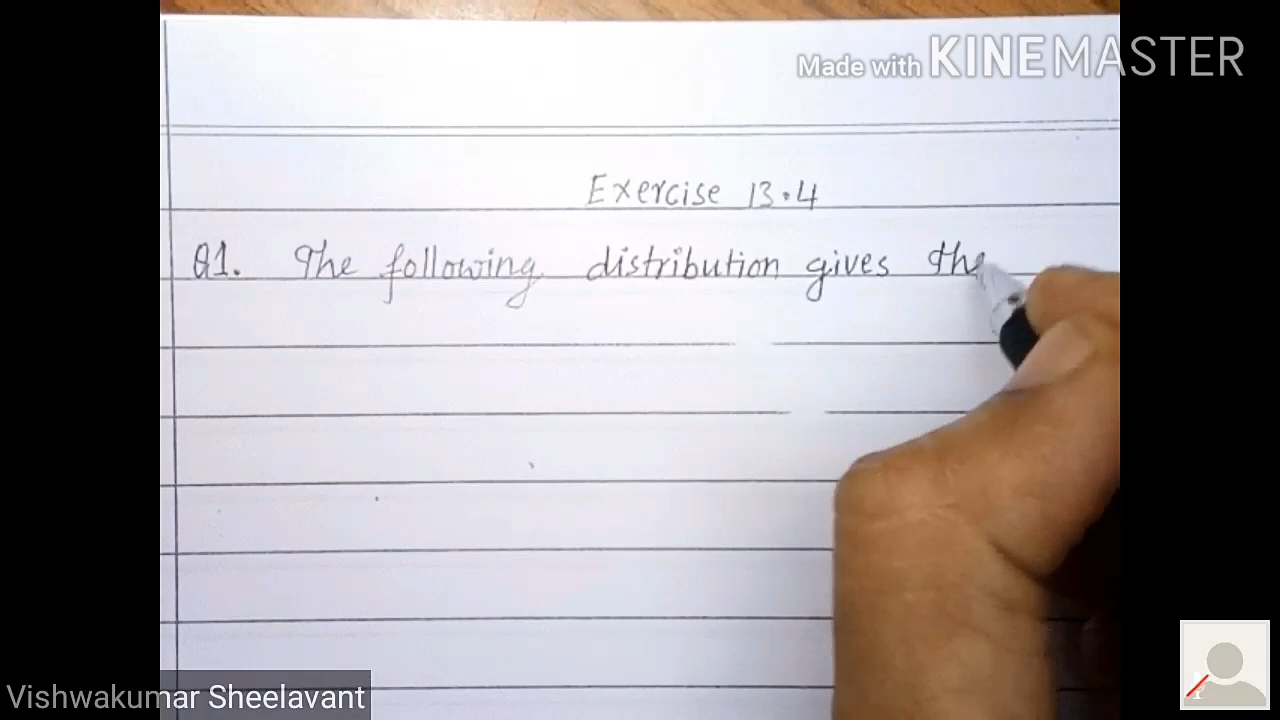 Made with KINEMASTER
Exercise 13.4
Q1. The following distribution gives the
Vishwakumar Sheelavant